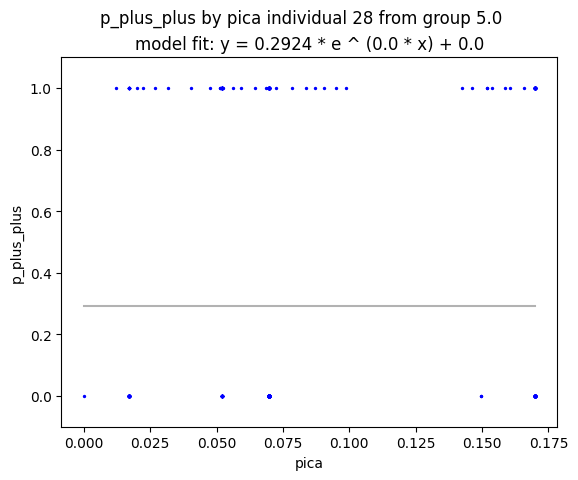 p_plus_plus by pica individual 28 from group 5.0
model fit: y = 0.2924 * e ^ (0.0 * x) + 0.0
1.0
0.8
0.6
0.4
0.2
0.0
p_plus_plus
0.000 0.025 0.050 0.075 0.100 0.125 0.150 0.175
pica